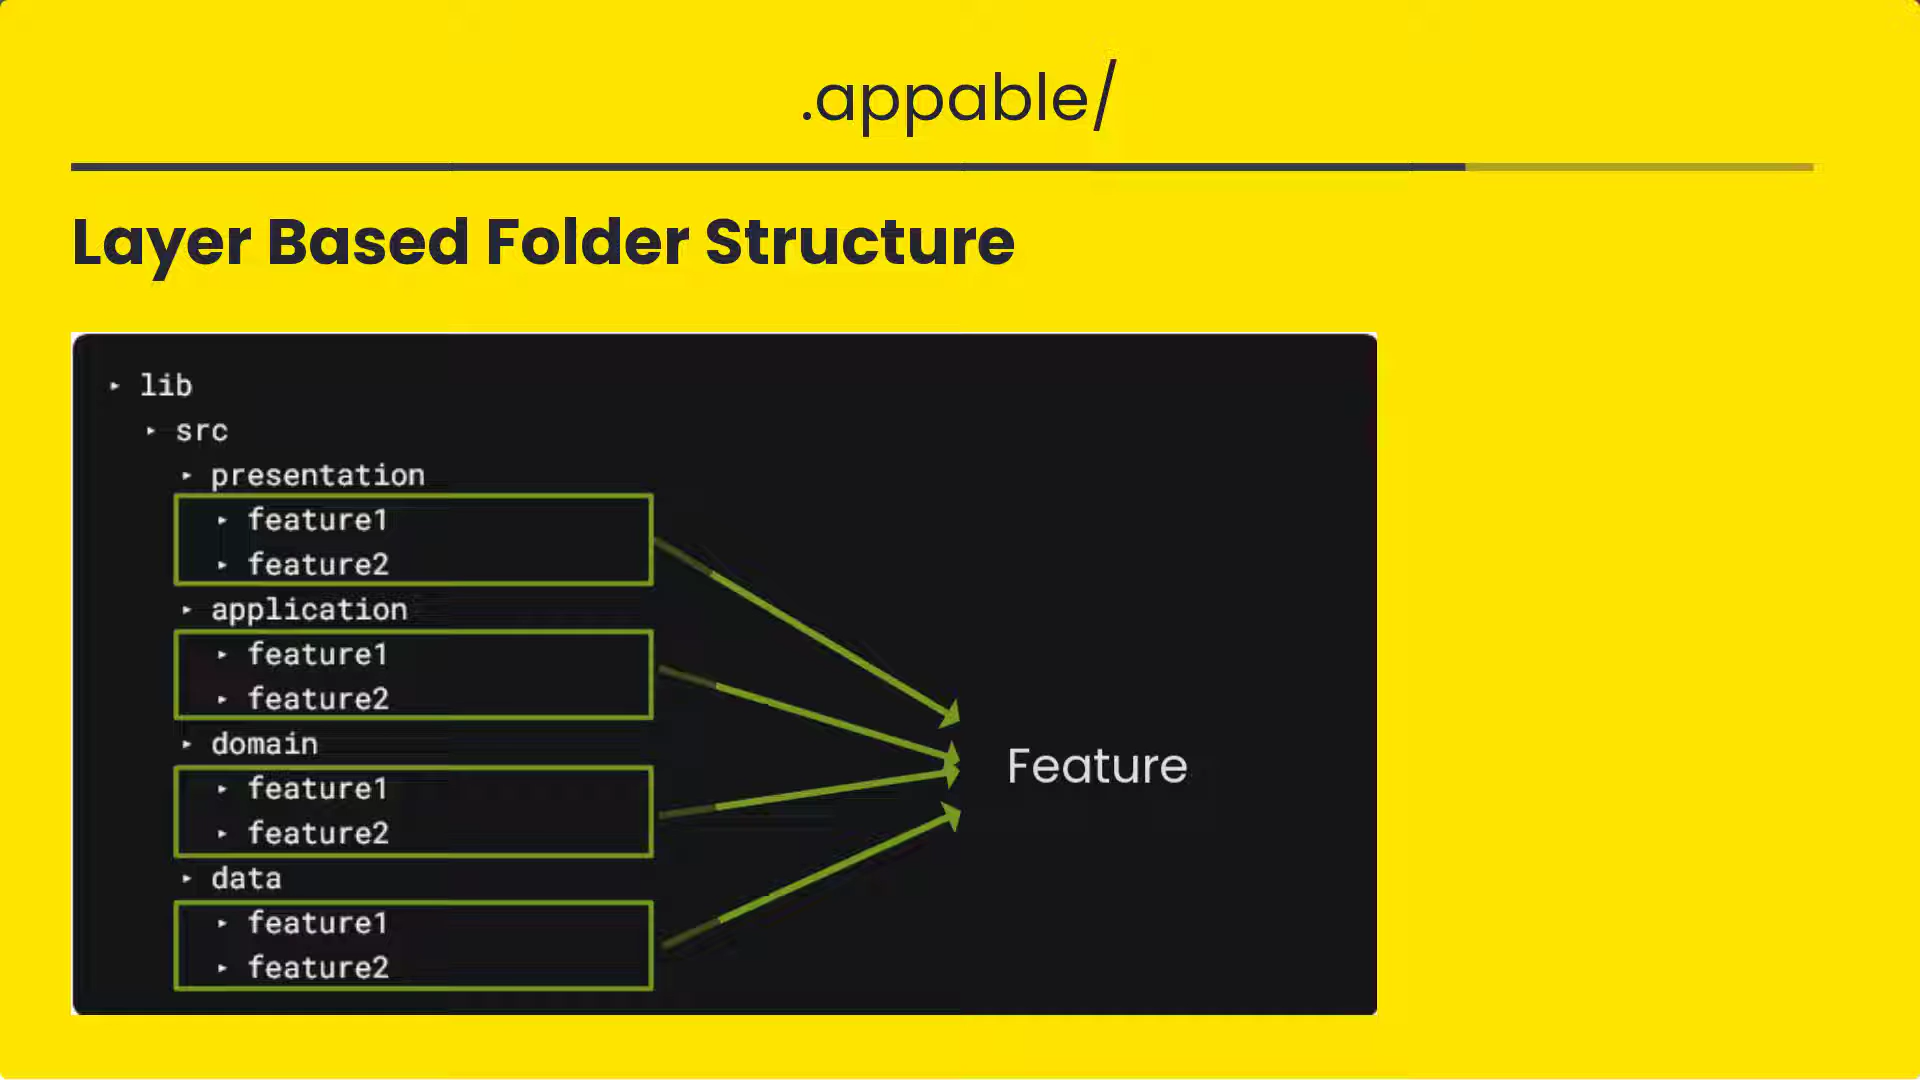 .appable/
Layer Based Folder Structure
lib
src
presentation
feature1
feature2
application
feature1
feature2
domain
feature1
feature2
data
feature1
feature2
Feature